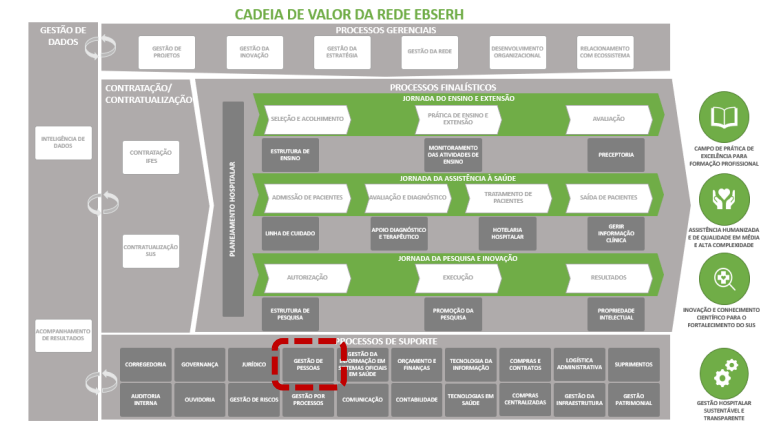 CADEIA DE VALOR DA REDE EBSERH
GESTÃO DE
DADOS
INTELIGÊNCIA DE
DADOS
ACOMPANHAMENTO
DE RESULTADOS
PROCESSOS GERENCIAIS
GESTÃO DE
PROJETOS
GESTÃO DA
INOVAÇÃO
GESTÃO DA
ESTRATÉGIA
GESTÃO DA REDE
DESENVOLVIMENTO
ORGANIZACIONAL
RELACIONAMENTO
COM ECOSSISTEMA
CONTRATAÇÃO/
CONTRATUALIZAÇÃO
CONTRATAÇÃO
IFES
CONTRATUALIZAÇÃO
SUS
PROCESSOS FINALÍSTICOS
PLANEJAMENTO HOSPITALAR
JORNADA DO ENSINO E EXTENSÃO
SELEÇÃO E ACOLHIMENTO
PRÁTICA DE ENSINO E
EXTENSÃO
AVALIAÇÃO
ESTRUTURA DE
ENSINO
MONITORAMENTO
DAS ATIVIDADES DE
ENSINO
PRECEPTORIA
JORNADA DA ASSISTÊNCIA À SAÚDE
ADMISSÃO DE PACIENTES
AVALIAÇÃO E DIAGNÓSTICO
TRATAMENTO DE
PACIENTES
SAÍDA DE PACIENTES
LINHA DE CUIDADO
APOIO DIAGNÓSTICO
E TERAPÊUTICO
HOTELARIA
HOSPITALAR
GERIR
INFORMAÇÃO
CLÍNICA
JORNADA DA PESQUISA E INOVAÇÃO
AUTORIZAÇÃO
EXECUÇÃO
RESULTADOS
ESTRUTURA DE
PESQUISA
PROMOÇÃO DA
PESQUISA
PROPRIEDADE
INTELECTUAL
PROCESSOS DE SUPORTE
CORREGEDORIA
GOVERNANÇA
JURÍDICO
GESTÃO DE
PESSOAS
GESTÃO DA
INFORMAÇÃO EM
SISTEMAS OFICIAIS
EM SAÚDE
ORÇAMENTO E
FINANÇAS
TECNOLOGIA DA
INFORMAÇÃO
COMPRAS E
CONTRATOS
LOGÍSTICA
ADMINISTRATIVA
SUPRIMENTOS
AUDITORIA
INTERNA
OUVIDORIA
GESTÃO DE RISCOS
GESTÃO POR
PROCESSOS
COMUNICAÇÃO
CONTABILIDADE
TECNOLOGIAS EM
SAÚDE
COMPRAS
CENTRALIZADAS
GESTÃO DA
INFRAESTRUTURA
GESTÃO
PATRIMONIAL
CAMPO DE PRÁTICA DE
EXCELÊNCIA PARA
FORMAÇÃO PROFISSIONAL
ASSISTÊNCIA HUMANIZADA
E DE QUALIDADE EM MÉDIA
E ALTA COMPLEXIDADE
INOVAÇÃO E CONHECIMENTO
CIENTÍFICO PARA O
FORTALECIMENTO DO SUS
GESTÃO HOSPITALAR
SUSTENTÁVEL E
TRANSPARENTE